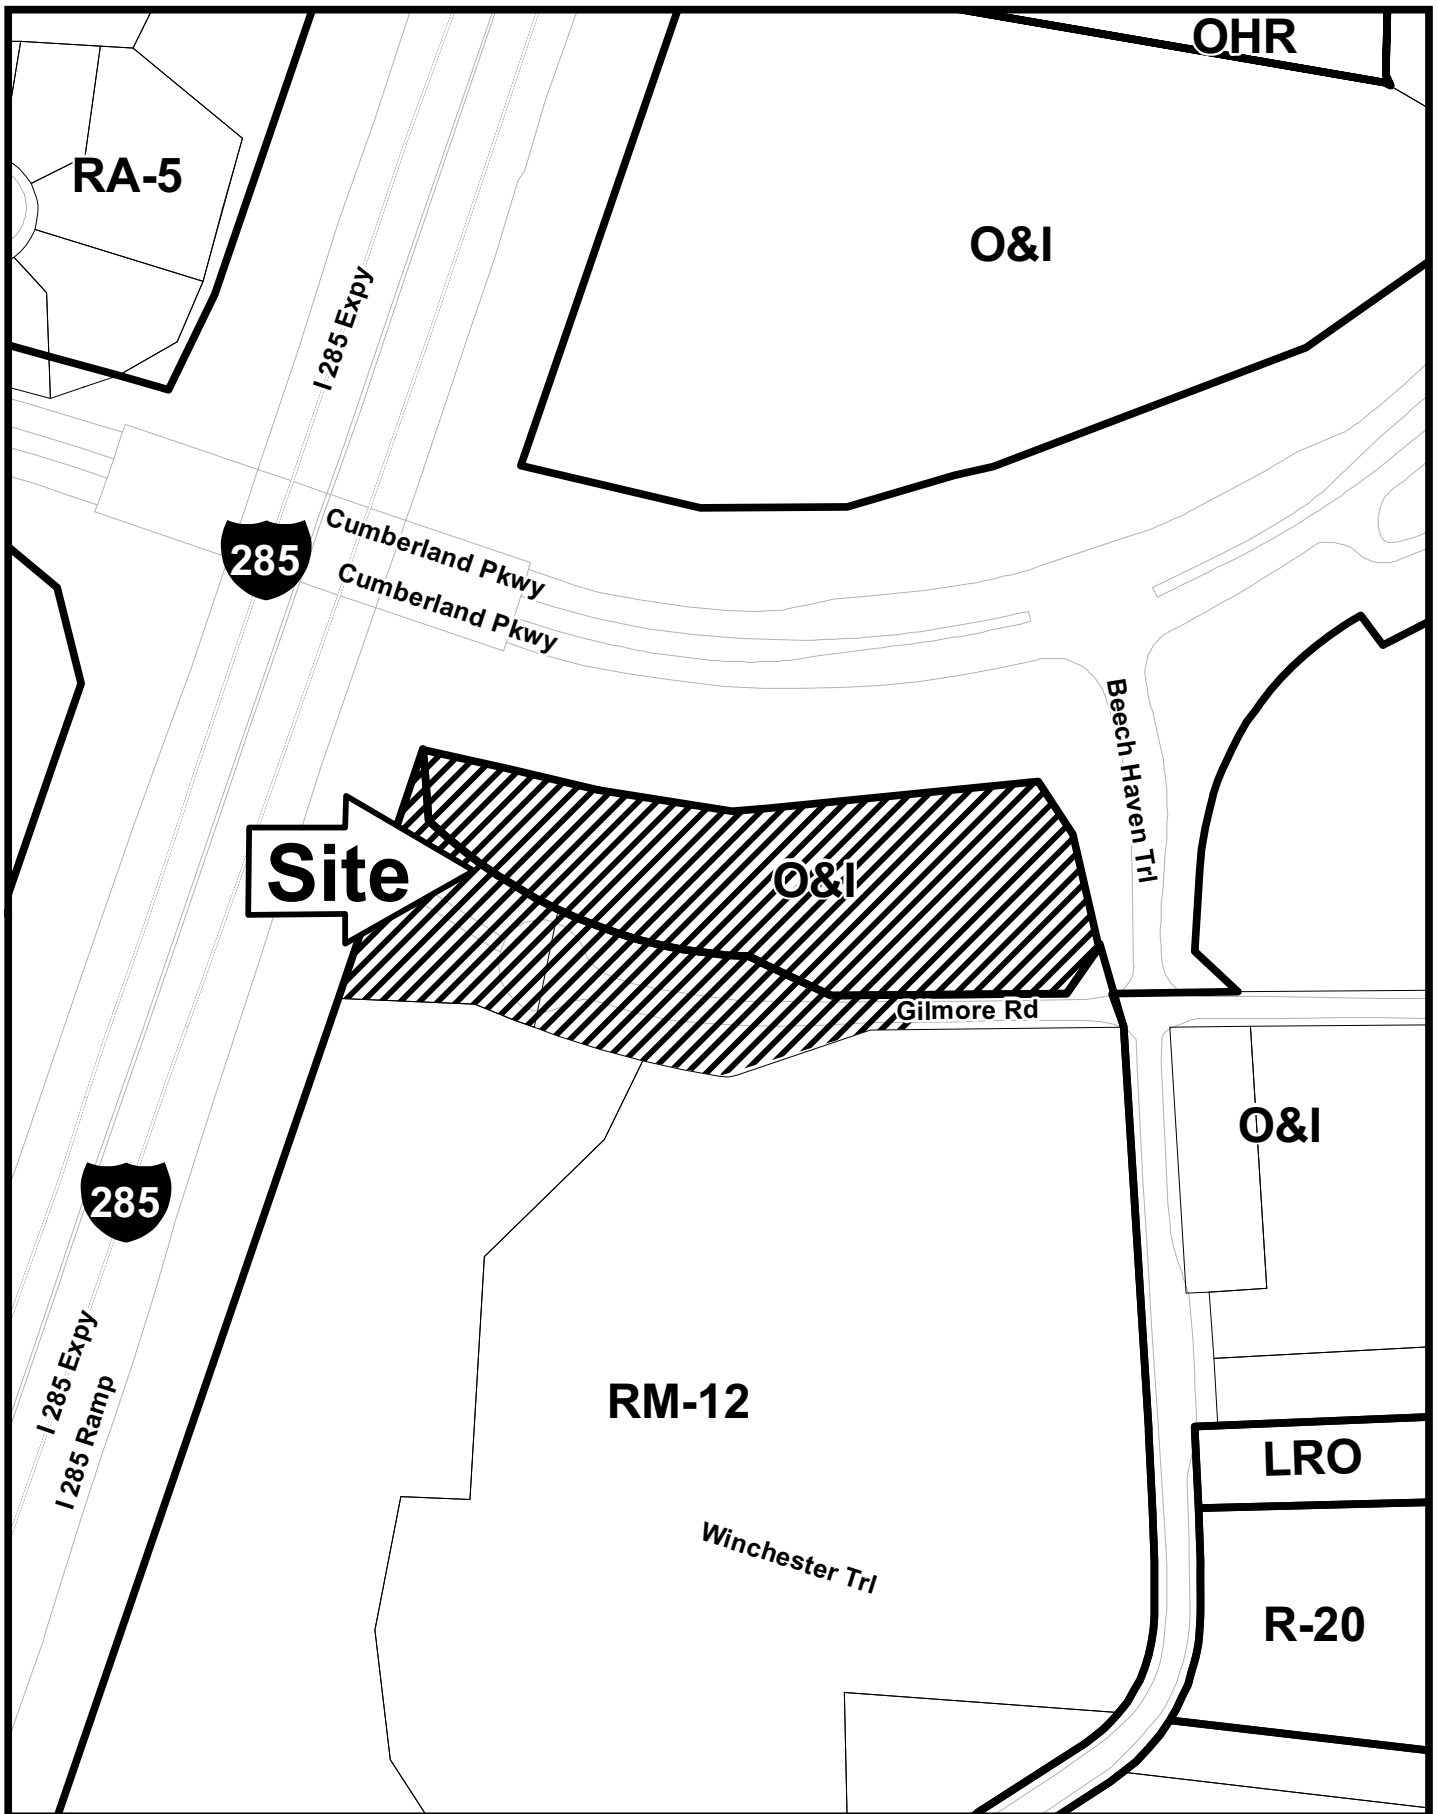 OHR
RA-5
O&I
I 285 Expy
Cumberland Pkwy
285
Cumberland Pkwy
Beech Haven Trl
Site
O&I
Gilmore Rd
O&I
285
I 285 Expy
I 285 Ramp
RM-12
LRO
Winchester Trl
R-20